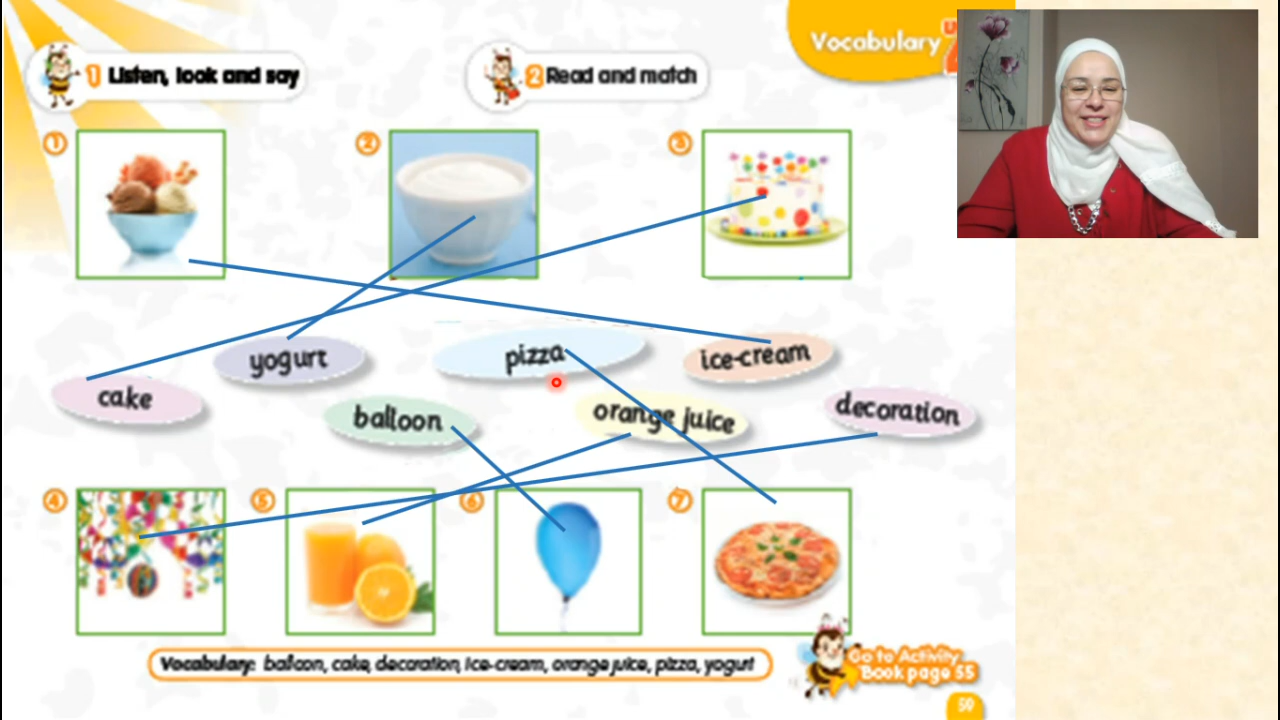 Vocabulary
1 Listen, look and say
2 Read and match
1
2
3
yogurt
pizza
ice-cream
cake
balloon
orange juice
decoration
4
5
6
7
Vocabulary: balloon, cake, decoration, ice-cream, orange juice, pizza, yogurt
Go to Activity
Book page 55
59